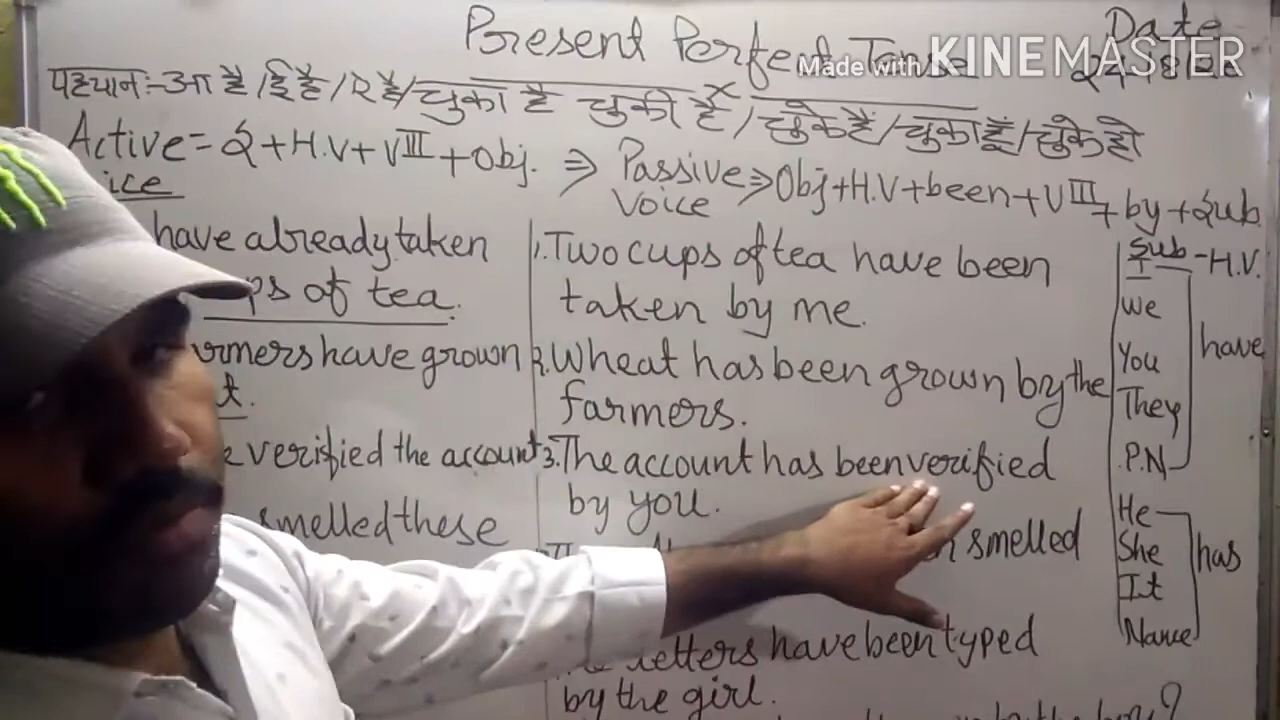 Present Perfect Tense
Date
Made with KINEMASTER
पहचान:- आ है/ई है/ए है/चुका है चुकी है/चुके है/चुका हूँ/चुके हो
Active = S + H.V + VIII + Obj. ⇒ Passive ⇒ Obj + H.V + been + VIII + by + Sub.
Voice
have already taken
of tea.
have grown
verified the account
smelled these
1. Two cups of tea have been
taken by me.
2. Wheat has been grown by the
farmers.
3. The account has been verified
by you.
smelled
letters have been typed
by the girl.
Sub - H.V.
I
We
You
They
P.N
have
He
She
It
Name
has